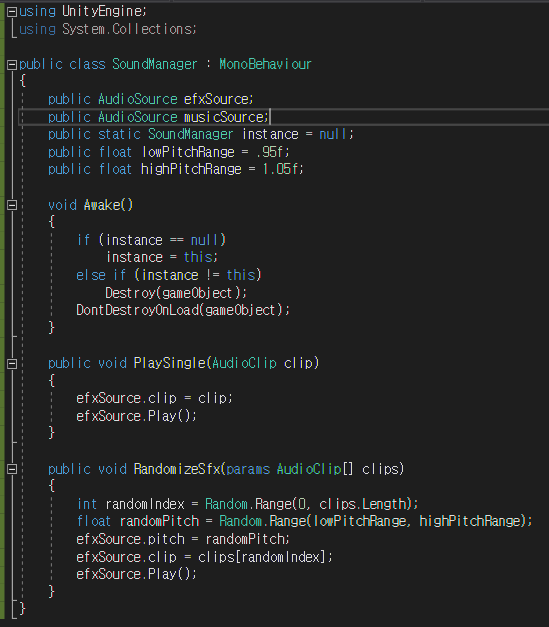 using UnityEngine;
using System.Collections;

public class SoundManager : MonoBehaviour
{
    public AudioSource efxSource;
    public AudioSource musicSource;
    public static SoundManager instance = null;
    public float lowPitchRange = .95f;
    public float highPitchRange = 1.05f;

    void Awake()
    {
        if (instance == null)
            instance = this;
        else if (instance != this)
            Destroy(gameObject);
        DontDestroyOnLoad(gameObject);
    }

    public void PlaySingle(AudioClip clip)
    {
        efxSource.clip = clip;
        efxSource.Play();
    }

    public void RandomizeSfx(params AudioClip[] clips)
    {
        int randomIndex = Random.Range(0, clips.Length);
        float randomPitch = Random.Range(lowPitchRange, highPitchRange);
        efxSource.pitch = randomPitch;
        efxSource.clip = clips[randomIndex];
        efxSource.Play();
    }
}